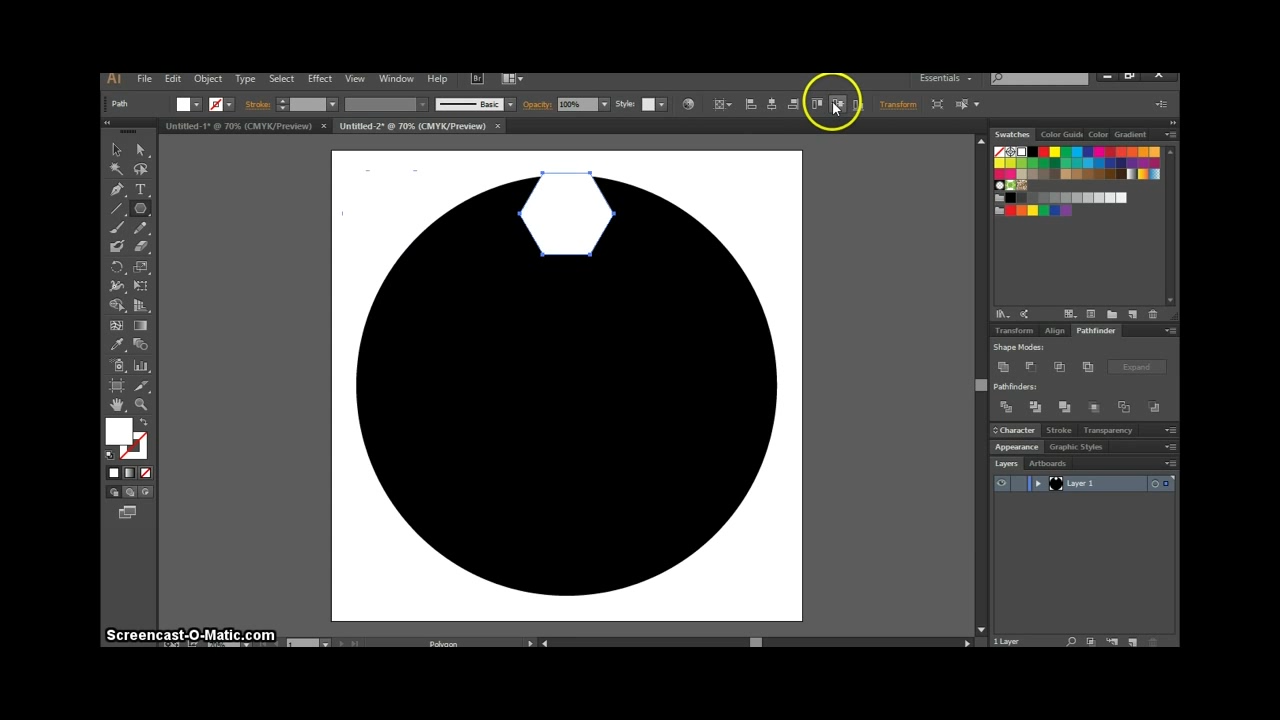 Ai File Edit Object Type Select Effect View Window Help Br Essentials
Path Stroke: Basic Opacity: 100% Style: Transform
Untitled-1* @ 70% (CMYK/Preview) × Untitled-2* @ 70% (CMYK/Preview) ×
Swatches Color Guide Color Gradient
Transform Align Pathfinder
Shape Modes:
Expand
Pathfinders:
Character Stroke Transparency
Appearance Graphic Styles
Layers Artboards
Layer 1
Screencast-O-Matic.com
1 Polygon
1 Layer